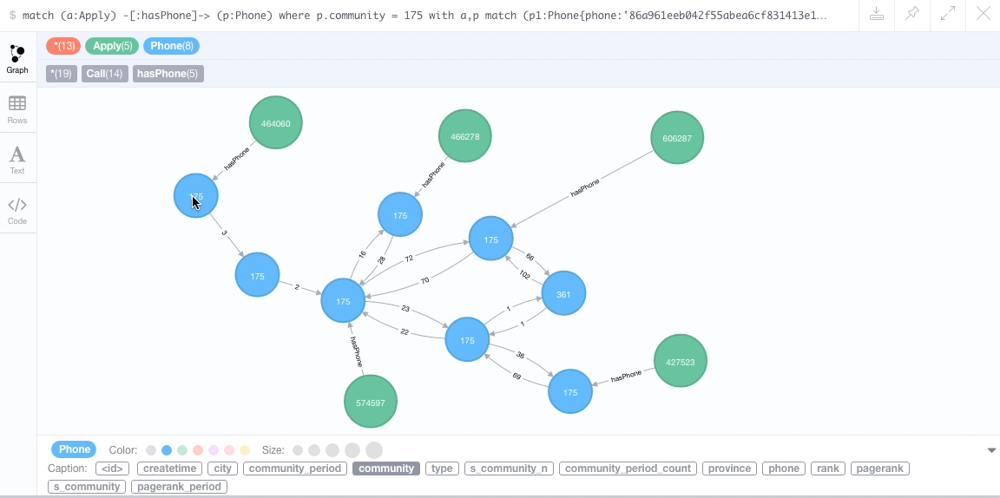 $ match (a:Apply) -[:hasPhone]-> (p:Phone) where p.community = 175 with a,p match (p1:Phone{phone:'86a961eeb042f55abea6cf831413e1…
*(13) Apply(5) Phone(8)
*(19) Call(14) hasPhone(5)
Graph
Rows
Text
Code
464060
466278
606287
hasPhone
hasPhone
hasPhone
175
175
175
3
16
28
72
66
102
70
175
2
175
361
23
1
22
1
175
hasPhone
36
69
427523
hasPhone
175
574597
Phone Color: Size:
Caption: <id> createtime city community_period community type s_community_n community_period_count province phone rank pagerank
s_community pagerank_period